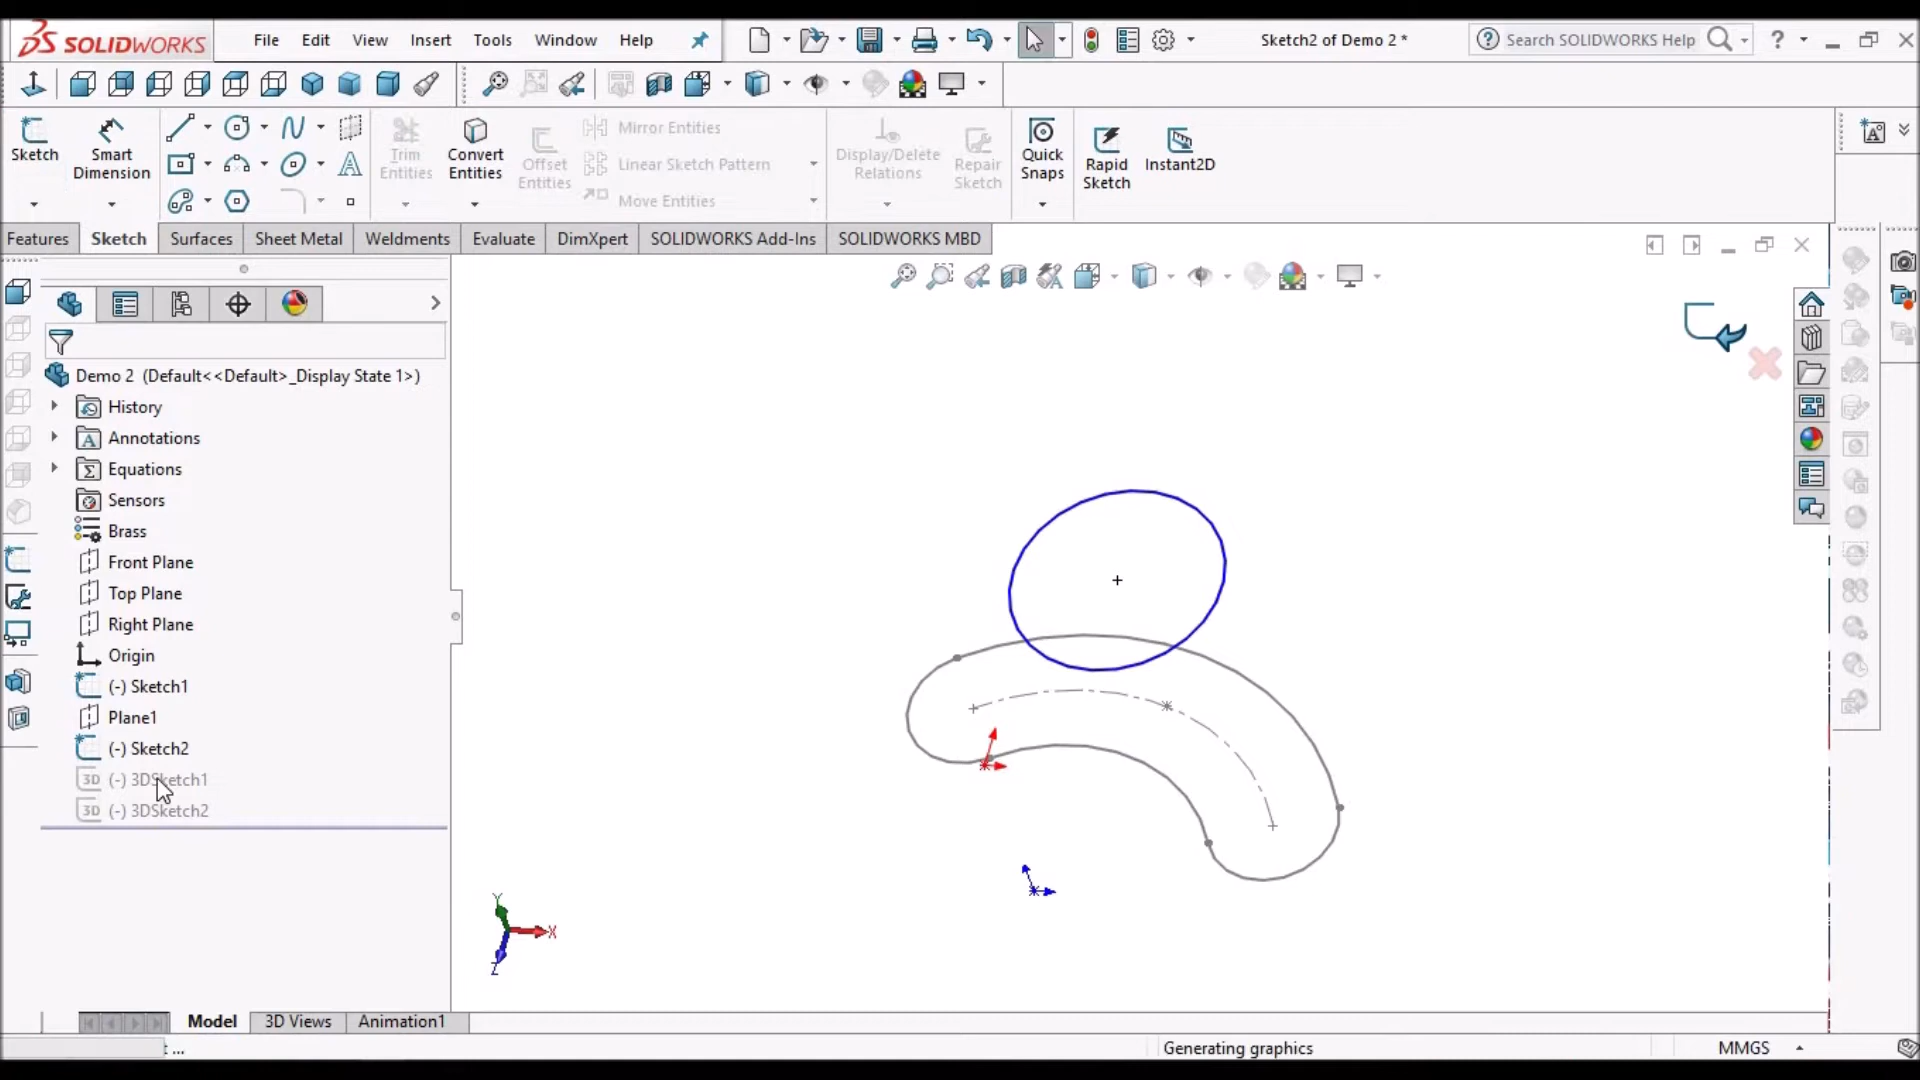 SOLIDWORKS File Edit View Insert Tools Window Help Sketch2 of Demo 2 * Search SOLIDWORKS Help ?
Sketch Smart Dimension Trim Entities Convert Entities Offset Entities Mirror Entities Display/Delete Relations Repair Sketch Quick Snaps Rapid Sketch Instant2D
Linear Sketch Pattern
Move Entities
Features Sketch Surfaces Sheet Metal Weldments Evaluate DimXpert SOLIDWORKS Add-Ins SOLIDWORKS MBD
Demo 2 (Default<<Default>_Display State 1>)
History
Annotations
Equations
Sensors
Brass
Front Plane
Top Plane
Right Plane
Origin
(-) Sketch1
Plane1
(-) Sketch2
3D (-) 3DSketch1
3D (-) 3DSketch2
Y
X
Z
Model 3D Views Animation1
... Generating graphics MMGS